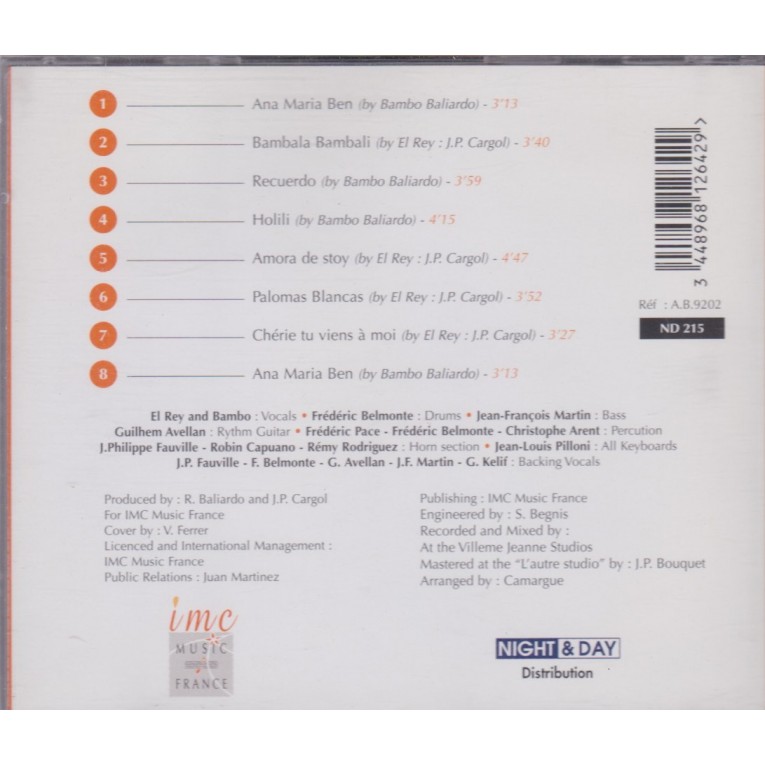 1 Ana Maria Ben (by Bambo Baliardo) - 3'13
2 Bambala Bambali (by El Rey : J.P. Cargol) - 3'40
3 Recuerdo (by Bambo Baliardo) - 3'59
4 Holili (by Bambo Baliardo) - 4'15
5 Amora de stoy (by El Rey : J.P. Cargol) - 4'47
6 Palomas Blancas (by El Rey : J.P. Cargol) - 3'52
7 Chérie tu viens à moi (by El Rey : J.P. Cargol) - 3'27
8 Ana Maria Ben (by Bambo Baliardo) - 3'13
3 448968 126429 >
Réf : A.B.9202
ND 215
El Rey and Bambo : Vocals • Frédéric Belmonte : Drums • Jean-François Martin : Bass
Guilhem Avellan : Rythm Guitar • Frédéric Pace - Frédéric Belmonte - Christophe Arent : Percution
J.Philippe Fauville - Robin Capuano - Rémy Rodriguez : Horn section • Jean-Louis Pilloni : All Keyboards
J.P. Fauville - F. Belmonte - G. Avellan - J.F. Martin - G. Kelif : Backing Vocals
Produced by : R. Baliardo and J.P. Cargol
For IMC Music France
Cover by : V. Ferrer
Licenced and International Management :
IMC Music France
Public Relations : Juan Martinez
Publishing : IMC Music France
Engineered by : S. Begnis
Recorded and Mixed by :
At the Villeme Jeanne Studios
Mastered at the "L'autre studio" by : J.P. Bouquet
Arranged by : Camargue
imc
MUSIC
FRANCE
NIGHT & DAY
Distribution